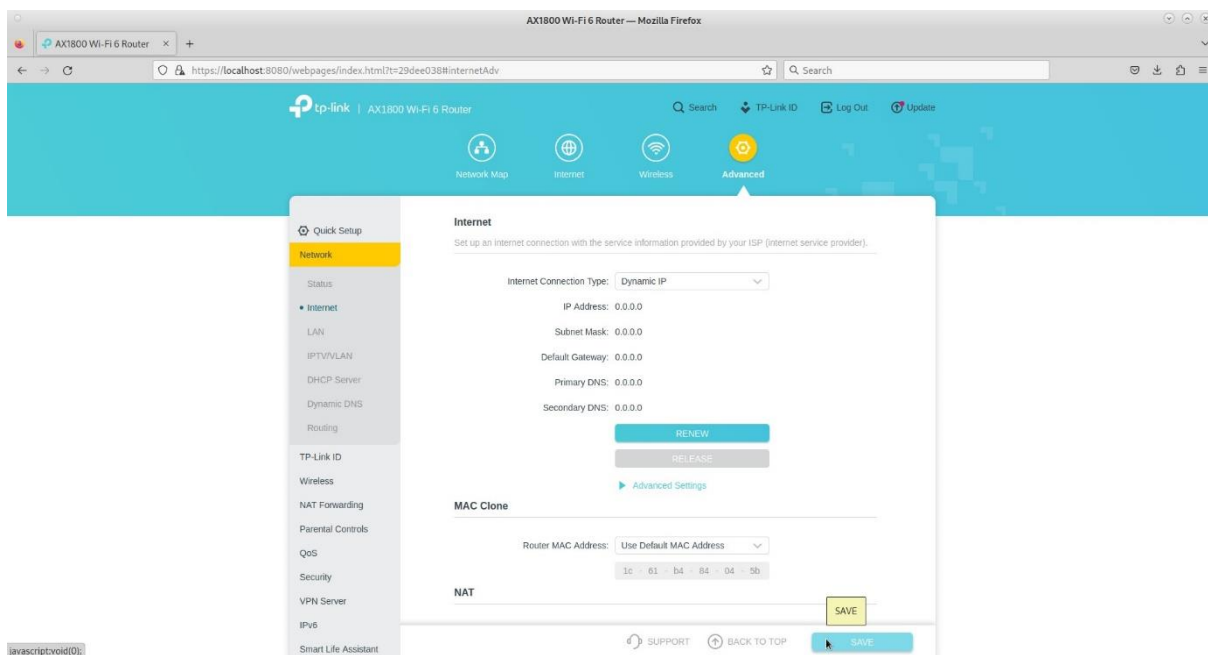 AX1800 Wi-Fi 6 Router — Mozilla Firefox
AX1800 Wi-Fi 6 Router × +
https://localhost:8080/webpages/index.html?t=29dee038#internetAdv
Search
tp-link | AX1800 Wi-Fi 6 Router
Search TP-Link ID Log Out Update
Network Map Internet Wireless Advanced
Quick Setup
Network
Status
• Internet
LAN
IPTV/VLAN
DHCP Server
Dynamic DNS
Routing
TP-Link ID
Wireless
NAT Forwarding
Parental Controls
QoS
Security
VPN Server
IPv6
Smart Life Assistant
Internet
Set up an internet connection with the service information provided by your ISP (internet service provider).
Internet Connection Type: Dynamic IP
IP Address: 0.0.0.0
Subnet Mask: 0.0.0.0
Default Gateway: 0.0.0.0
Primary DNS: 0.0.0.0
Secondary DNS: 0.0.0.0
RENEW
RELEASE
Advanced Settings
MAC Clone
Router MAC Address: Use Default MAC Address
1c - 61 - b4 - 84 - 04 - 5b
NAT
SAVE
SUPPORT BACK TO TOP SAVE
javascript:void(0);